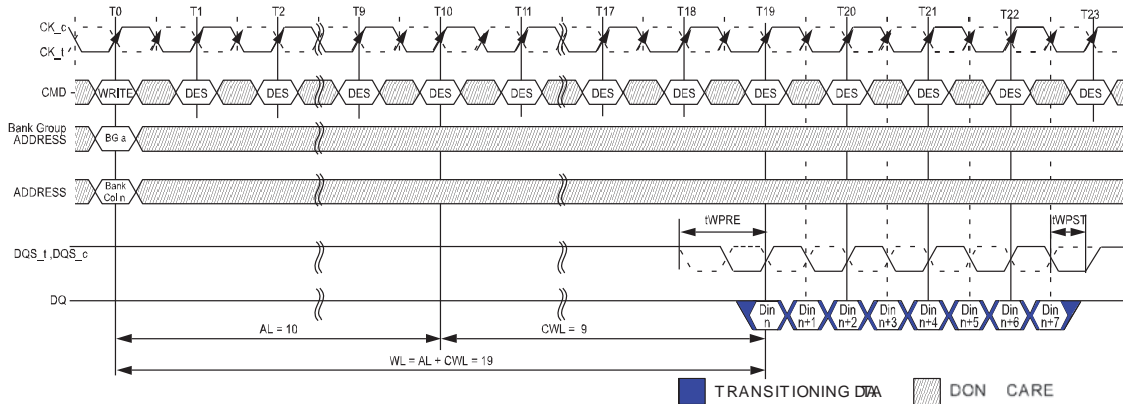 T0 T1 T2 T9 T10 T11 T17 T18 T19 T20 T21 T22 T23
CK_c
CK_t
CMD WRITE DES DES DES DES DES DES DES DES DES DES DES DES
Bank Group
ADDRESS
BG a
ADDRESS
Bank
Col n
tWPRE tWPST
DQS_t ,DQS_c
DQ
Din Din Din Din Din Din Din Din
n n+1 n+2 n+3 n+4 n+5 n+6 n+7
AL = 10 CWL = 9
WL = AL + CWL = 19
TRANSITIONING DATA DON CARE